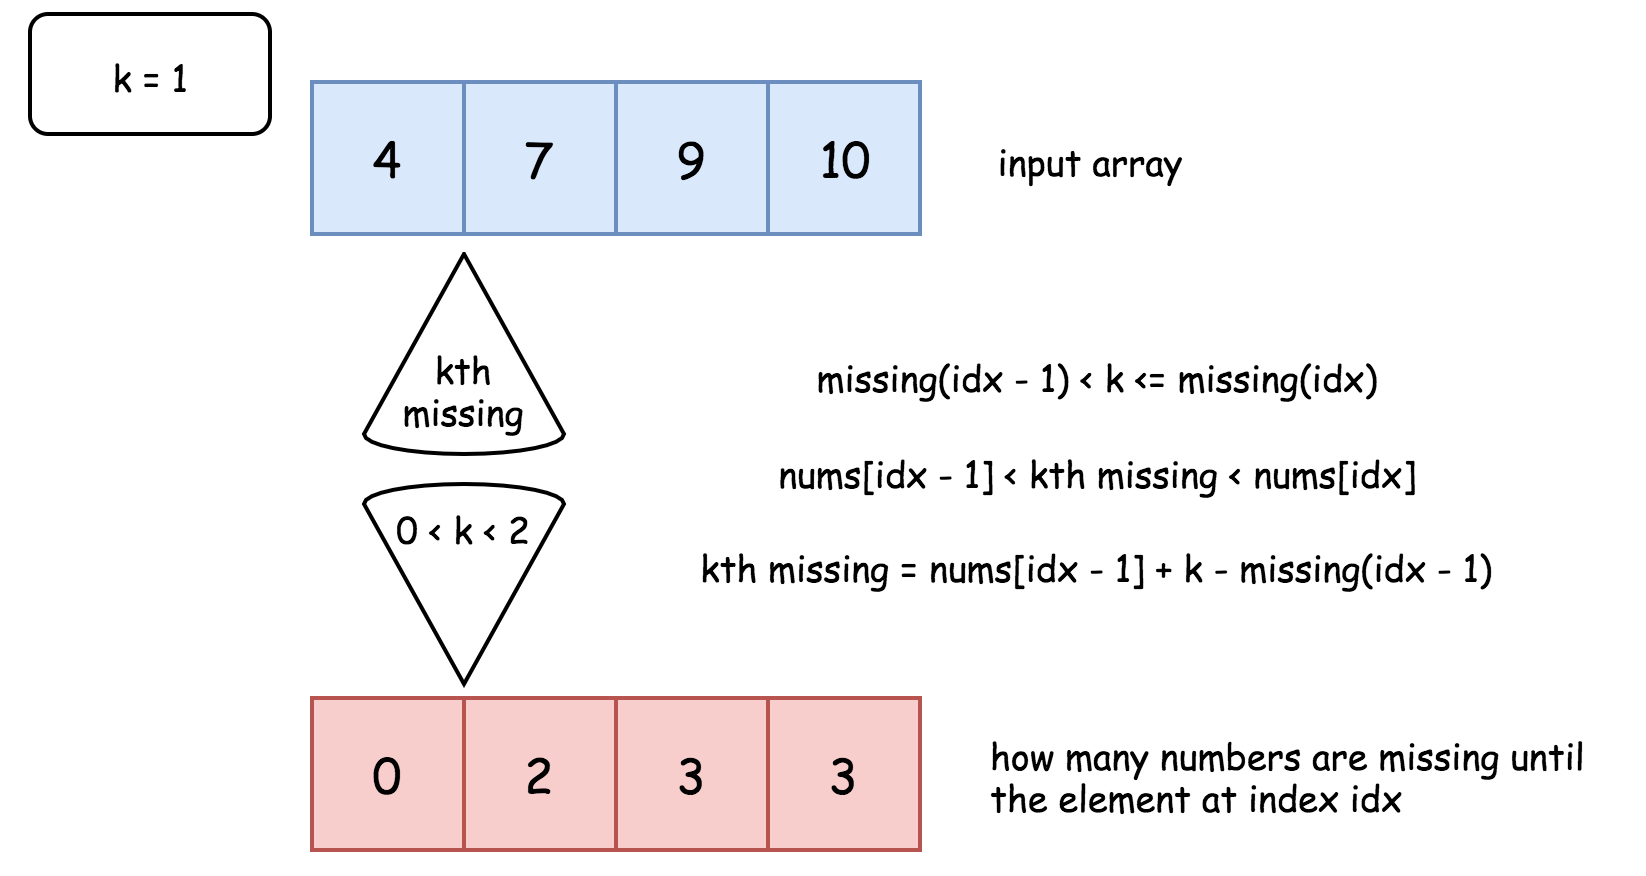 k = 1
4 7 9 10
input array
kth
missing
missing(idx - 1) < k <= missing(idx)
nums[idx - 1] < kth missing < nums[idx]
0 < k < 2
kth missing = nums[idx - 1] + k - missing(idx - 1)
0 2 3 3
how many numbers are missing until
the element at index idx